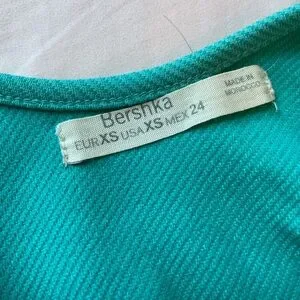 Bershka
EUR XS USA XS MEX 24
MADE IN
MOROCCO